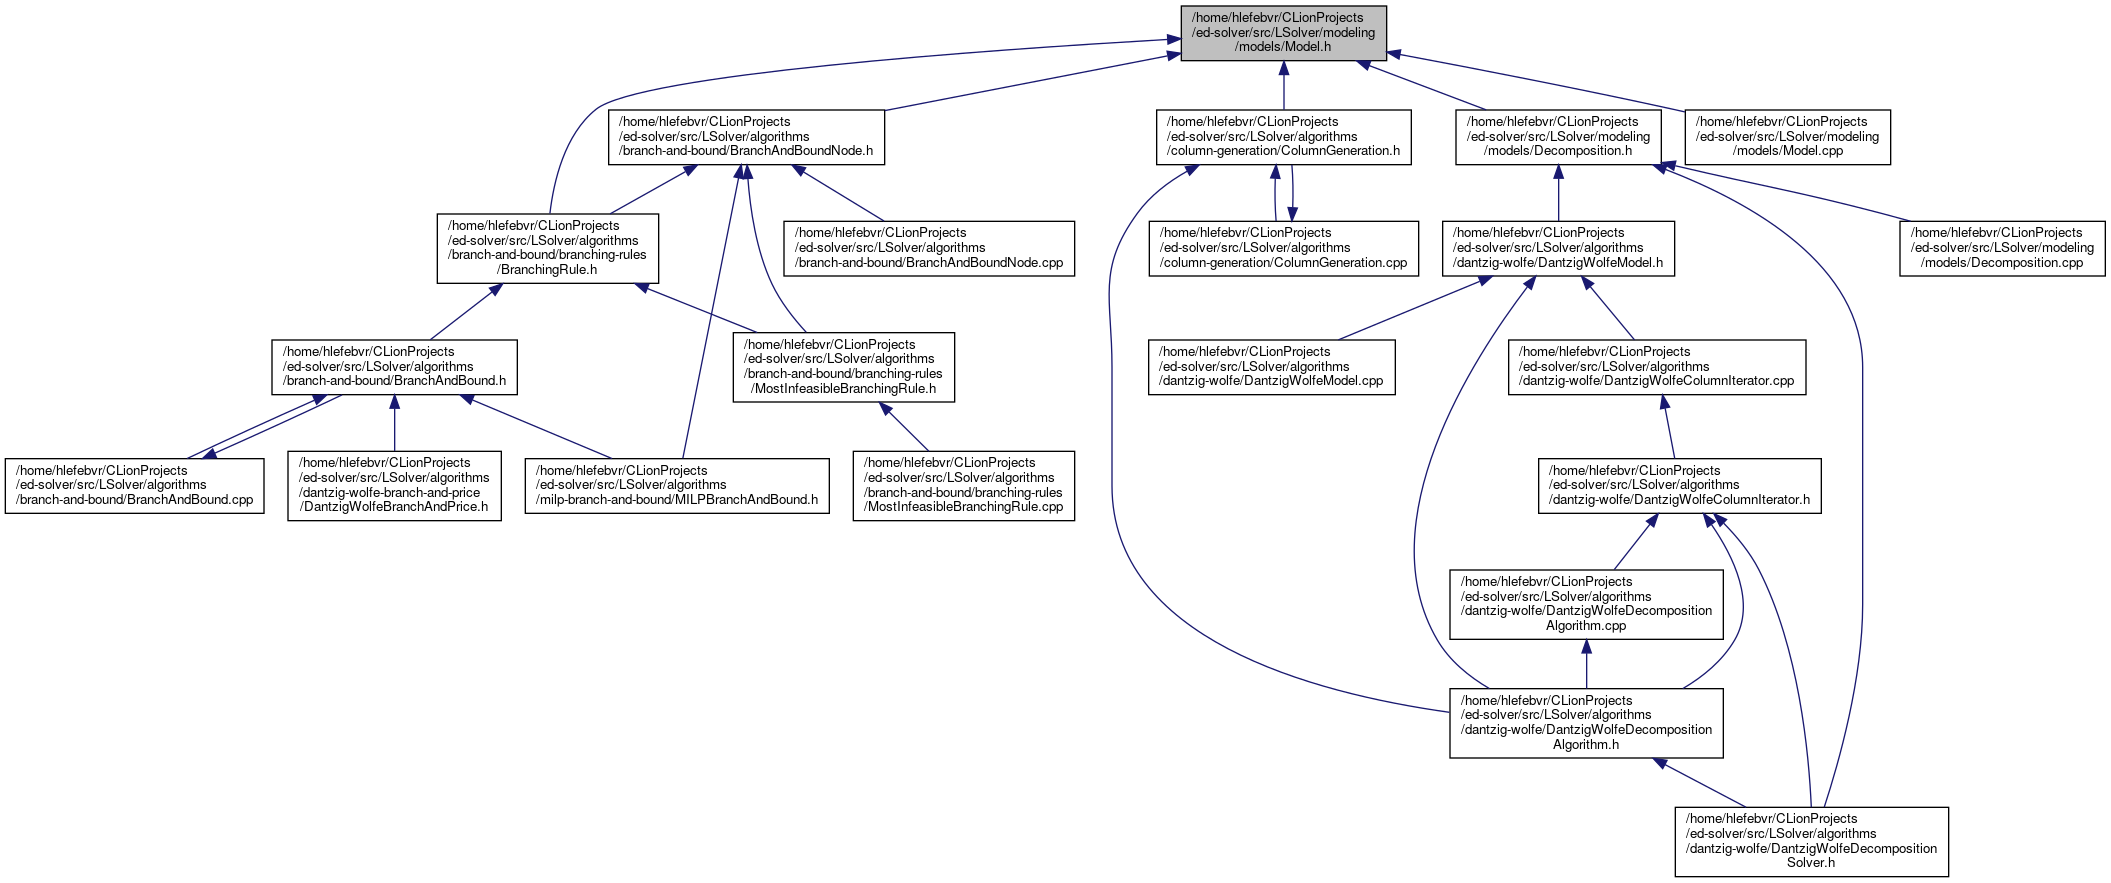 /home/hlefebvr/CLionProjects
/ed-solver/src/LSolver/modeling
/models/Model.h
/home/hlefebvr/CLionProjects
/ed-solver/src/LSolver/algorithms
/branch-and-bound/BranchAndBoundNode.h
/home/hlefebvr/CLionProjects
/ed-solver/src/LSolver/algorithms
/column-generation/ColumnGeneration.h
/home/hlefebvr/CLionProjects
/ed-solver/src/LSolver/modeling
/models/Decomposition.h
/home/hlefebvr/CLionProjects
/ed-solver/src/LSolver/modeling
/models/Model.cpp
/home/hlefebvr/CLionProjects
/ed-solver/src/LSolver/algorithms
/branch-and-bound/branching-rules
/BranchingRule.h
/home/hlefebvr/CLionProjects
/ed-solver/src/LSolver/algorithms
/branch-and-bound/BranchAndBoundNode.cpp
/home/hlefebvr/CLionProjects
/ed-solver/src/LSolver/algorithms
/column-generation/ColumnGeneration.cpp
/home/hlefebvr/CLionProjects
/ed-solver/src/LSolver/algorithms
/dantzig-wolfe/DantzigWolfeModel.h
/home/hlefebvr/CLionProjects
/ed-solver/src/LSolver/modeling
/models/Decomposition.cpp
/home/hlefebvr/CLionProjects
/ed-solver/src/LSolver/algorithms
/branch-and-bound/BranchAndBound.h
/home/hlefebvr/CLionProjects
/ed-solver/src/LSolver/algorithms
/branch-and-bound/branching-rules
/MostInfeasibleBranchingRule.h
/home/hlefebvr/CLionProjects
/ed-solver/src/LSolver/algorithms
/dantzig-wolfe/DantzigWolfeModel.cpp
/home/hlefebvr/CLionProjects
/ed-solver/src/LSolver/algorithms
/dantzig-wolfe/DantzigWolfeColumnIterator.cpp
/home/hlefebvr/CLionProjects
/ed-solver/src/LSolver/algorithms
/branch-and-bound/BranchAndBound.cpp
/home/hlefebvr/CLionProjects
/ed-solver/src/LSolver/algorithms
/dantzig-wolfe-branch-and-price
/DantzigWolfeBranchAndPrice.h
/home/hlefebvr/CLionProjects
/ed-solver/src/LSolver/algorithms
/milp-branch-and-bound/MILPBranchAndBound.h
/home/hlefebvr/CLionProjects
/ed-solver/src/LSolver/algorithms
/branch-and-bound/branching-rules
/MostInfeasibleBranchingRule.cpp
/home/hlefebvr/CLionProjects
/ed-solver/src/LSolver/algorithms
/dantzig-wolfe/DantzigWolfeColumnIterator.h
/home/hlefebvr/CLionProjects
/ed-solver/src/LSolver/algorithms
/dantzig-wolfe/DantzigWolfeDecomposition
Algorithm.cpp
/home/hlefebvr/CLionProjects
/ed-solver/src/LSolver/algorithms
/dantzig-wolfe/DantzigWolfeDecomposition
Algorithm.h
/home/hlefebvr/CLionProjects
/ed-solver/src/LSolver/algorithms
/dantzig-wolfe/DantzigWolfeDecomposition
Solver.h